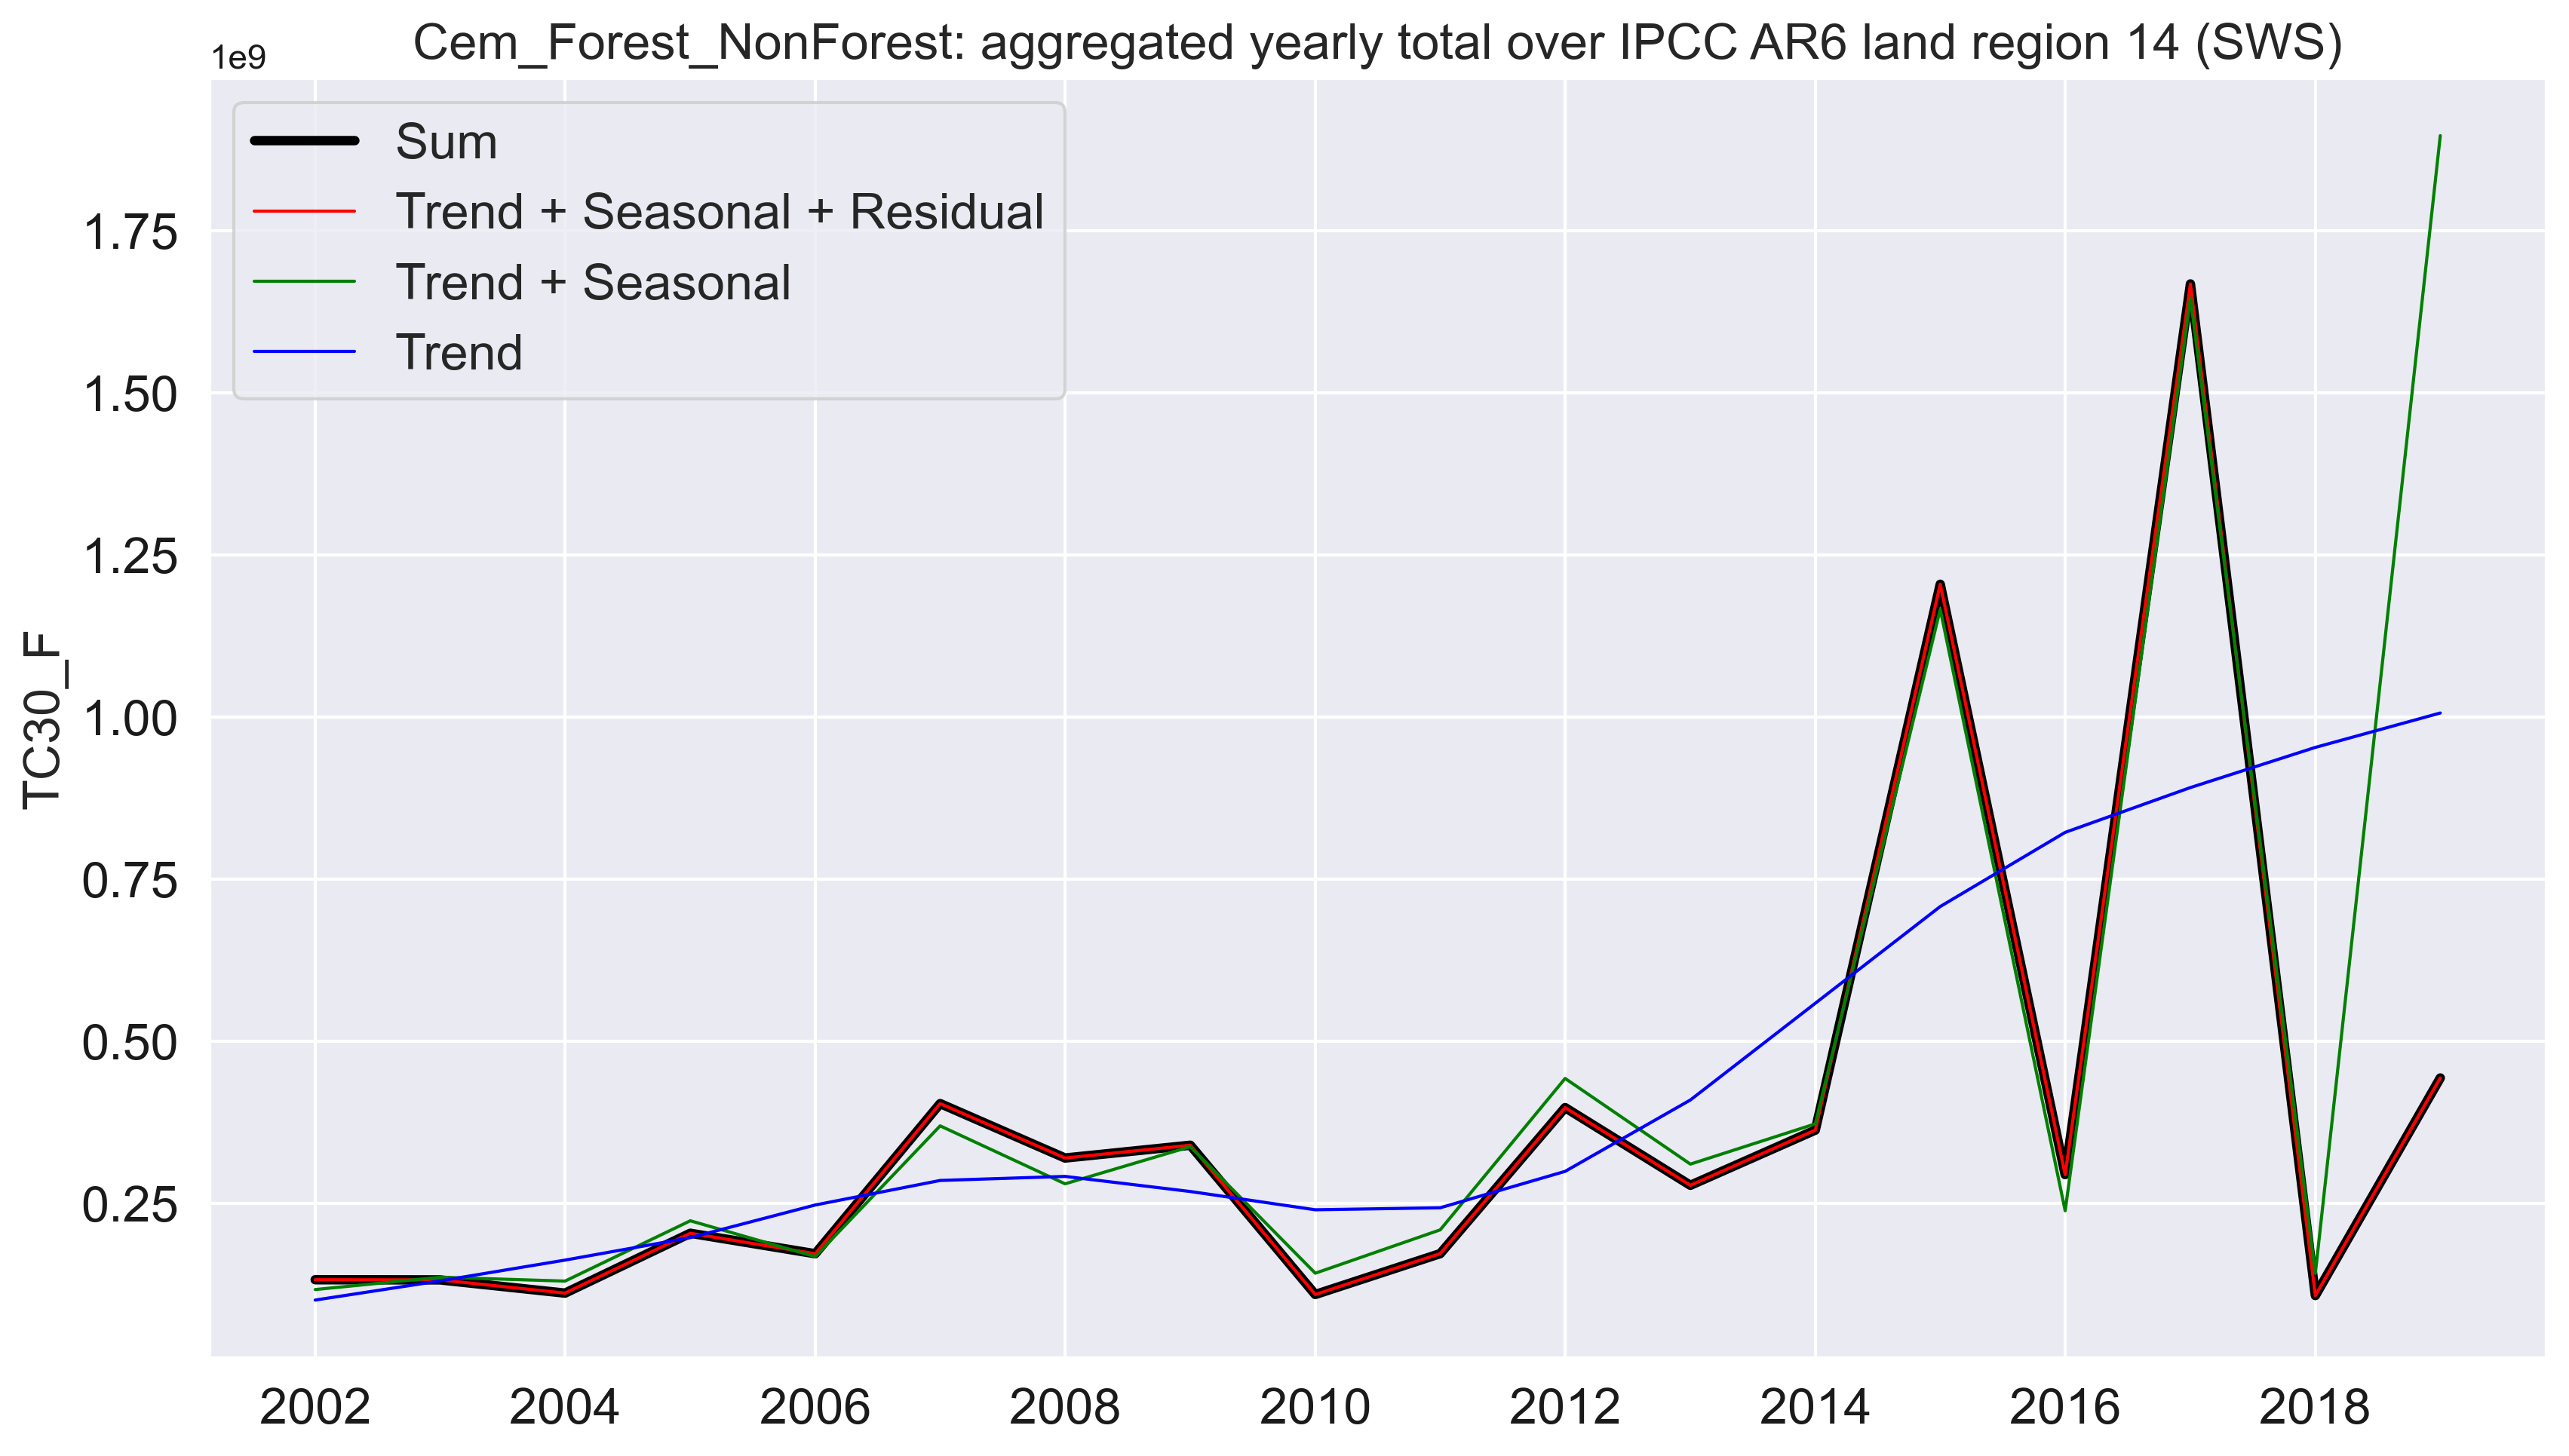 Cem_Forest_NonForest: aggregated yearly total over IPCC AR6 land region 14 (SWS)
1e9
Sum
Trend + Seasonal + Residual
Trend + Seasonal
Trend
1.75
1.50
1.25
1.00
0.75
0.50
0.25
TC30_F
2002 2004 2006 2008 2010 2012 2014 2016 2018